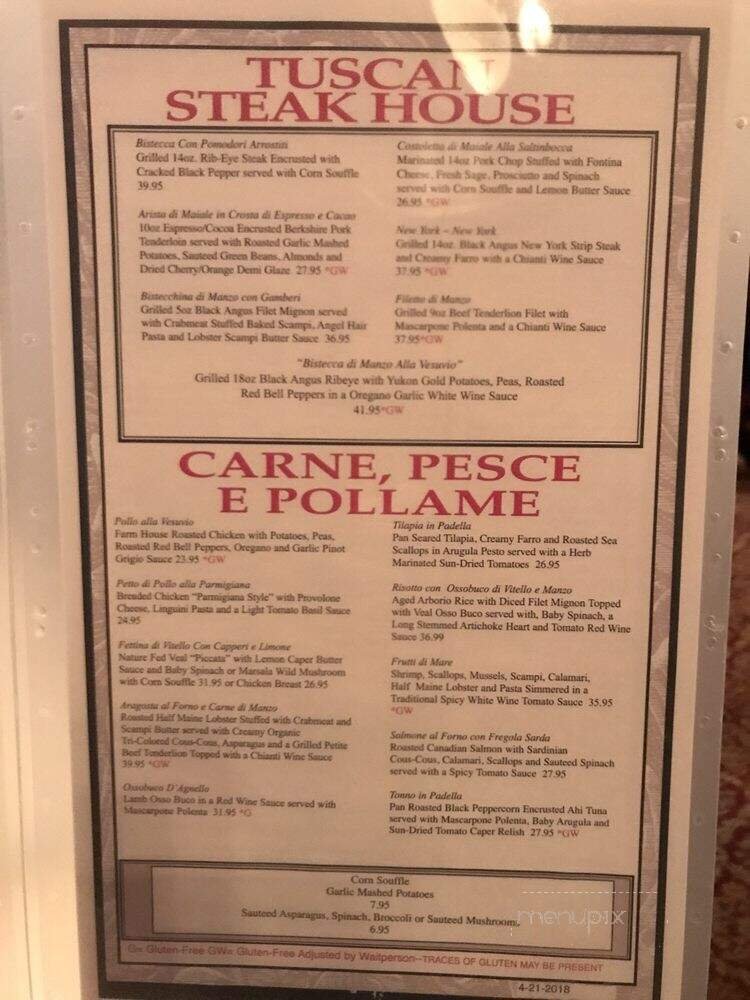 TUSCAN
STEAK HOUSE
Bistecca Con Pomodori Arrostiti
Grilled 14oz. Rib-Eye Steak Encrusted with
Cracked Black Pepper served with Corn Souffle
39.95
Arista di Maiale in Crosta di Espresso e Cacao
10oz Espresso/Cocoa Encrusted Berkshire Pork
Tenderloin served with Roasted Garlic Mashed
Potatoes, Sauteed Green Beans, Almonds and
Dried Cherry/Orange Demi Glaze 27.95 *GW
Bistecchina di Manzo con Gamberi
Grilled 5oz Black Angus Filet Mignon served
with Crabmeat Stuffed Baked Scampi, Angel Hair
Pasta and Lobster Scampi Butter Sauce 36.95
Costoletta di Maiale Alla Saltinbocca
Marinated 14oz Pork Chop Stuffed with Fontina
Cheese, Fresh Sage, Prosciutto and Spinach
served with Corn Souffle and Lemon Butter Sauce
26.95 *GW
New York ~ New York
Grilled 14oz. Black Angus New York Strip Steak
and Creamy Farro with a Chianti Wine Sauce
37.95 *GW
Filetto di Manzo
Grilled 9oz Beef Tenderlion Filet with
Mascarpone Polenta and a Chianti Wine Sauce
37.95*GW
"Bistecca di Manzo Alla Vesuvio"
Grilled 18oz Black Angus Ribeye with Yukon Gold Potatoes, Peas, Roasted
Red Bell Peppers in a Oregano Garlic White Wine Sauce
41.95*GW
CARNE, PESCE
E POLLAME
Pollo alla Vesuvio
Farm House Roasted Chicken with Potatoes, Peas,
Roasted Red Bell Peppers, Oregano and Garlic Pinot
Grigio Sauce 23.95 *GW
Petto di Pollo alla Parmigiana
Breaded Chicken "Parmigiana Style" with Provolone
Cheese, Linguini Pasta and a Light Tomato Basil Sauce
24.95
Fettina di Vitello Con Capperi e Limone
Nature Fed Veal "Piccata" with Lemon Caper Butter
Sauce and Baby Spinach or Marsala Wild Mushroom
with Corn Souffle 31.95 or Chicken Breast 26.95
Aragosta al Forno e Carne di Manzo
Roasted Half Maine Lobster Stuffed with Crabmeat and
Scampi Butter served with Creamy Organic
Tri-Colored Cous-Cous, Asparagus and a Grilled Petite
Beef Tenderlion Topped with a Chianti Wine Sauce
39.95 *GW
Ossobuco D'Agnello
Lamb Osso Buco in a Red Wine Sauce served with
Mascarpone Polenta 31.95 *G
Tilapia in Padella
Pan Seared Tilapia, Creamy Farro and Roasted Sea
Scallops in Arugula Pesto served with a Herb
Marinated Sun-Dried Tomatoes 26.95
Risotto con Ossobuco di Vitello e Manzo
Aged Arborio Rice with Diced Filet Mignon Topped
with Veal Osso Buco served with, Baby Spinach, a
Long Stemmed Artichoke Heart and Tomato Red Wine
Sauce 36.99
Frutti di Mare
Shrimp, Scallops, Mussels, Scampi, Calamari,
Half Maine Lobster and Pasta Simmered in a
Traditional Spicy White Wine Tomato Sauce 35.95
*GW
Salmone al Forno con Fregola Sarda
Roasted Canadian Salmon with Sardinian
Cous-Cous, Calamari, Scallops and Sauteed Spinach
served with a Spicy Tomato Sauce 27.95
Tonno in Padella
Pan Roasted Black Peppercorn Encrusted Ahi Tuna
served with Mascarpone Polenta, Baby Arugula and
Sun-Dried Tomato Caper Relish 27.95 *GW
Corn Souffle
Garlic Mashed Potatoes
7.95
Sauteed Asparagus, Spinach, Broccoli or Sauteed Mushrooms
6.95
menupix
G= Gluten-Free GW= Gluten-Free Adjusted by Waitperson--TRACES OF GLUTEN MAY BE PRESENT
4-21-2018